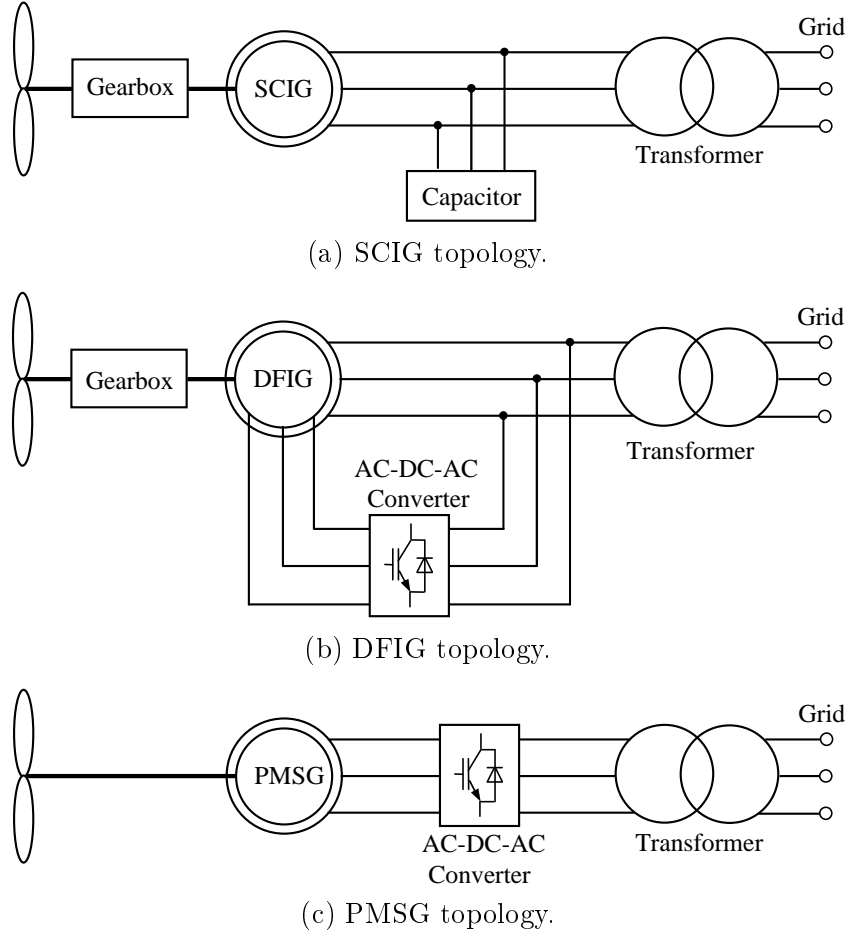 Grid
Gearbox
SCIG
Transformer
Capacitor
(a) SCIG topology.
Grid
Gearbox
DFIG
Transformer
AC-DC-AC
Converter
(b) DFIG topology.
Grid
PMSG
AC-DC-AC
Converter
Transformer
(c) PMSG topology.